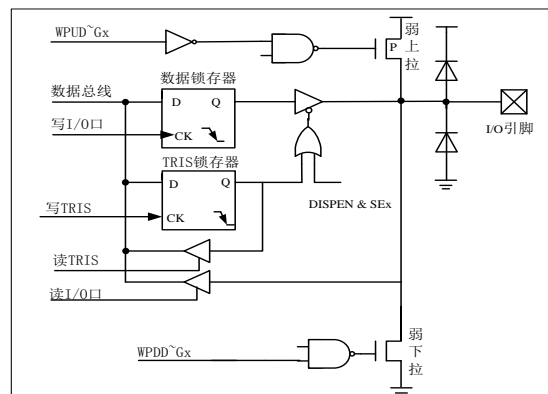 WPUD~Gx
P
弱上拉
数据总线
数据锁存器
D
Q
写I/O口
CK
I/O引脚
TRIS锁存器
D
Q
DISPEN & SEx
写TRIS
CK
读TRIS
读I/O口
WPDD~Gx
弱下拉